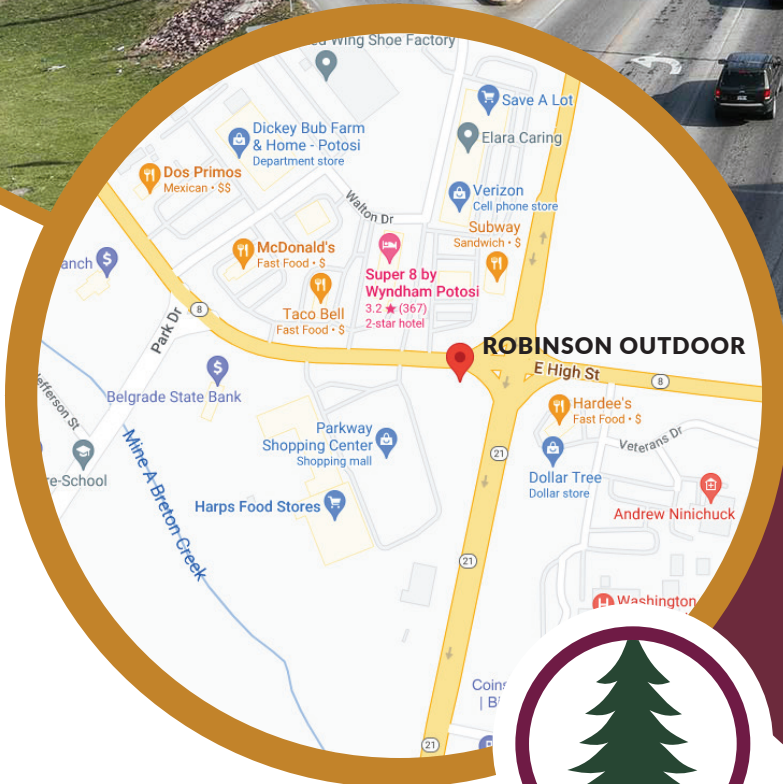 Wing Shoe Factory
Save A Lot
Elara Caring
Dickey Bub Farm
& Home - Potosi
Department store
Dos Primos
Mexican • $$
Walton Dr
Verizon
Cell phone store
Subway
Sandwich • $
McDonald's
Fast Food • $
Super 8 by
Wyndham Potosi
3.2 ★ (367)
2-star hotel
Taco Bell
Fast Food • $
8
Park Dr
ROBINSON OUTDOOR
E High St
8
Belgrade State Bank
Hardee's
Fast Food • $
Jefferson St
Parkway
Shopping Center
Shopping mall
Veterans Dr
21
Mine A Breton Creek
re-School
Dollar Tree
Dollar store
Andrew Ninichuck
Harps Food Stores
21
Washington
21